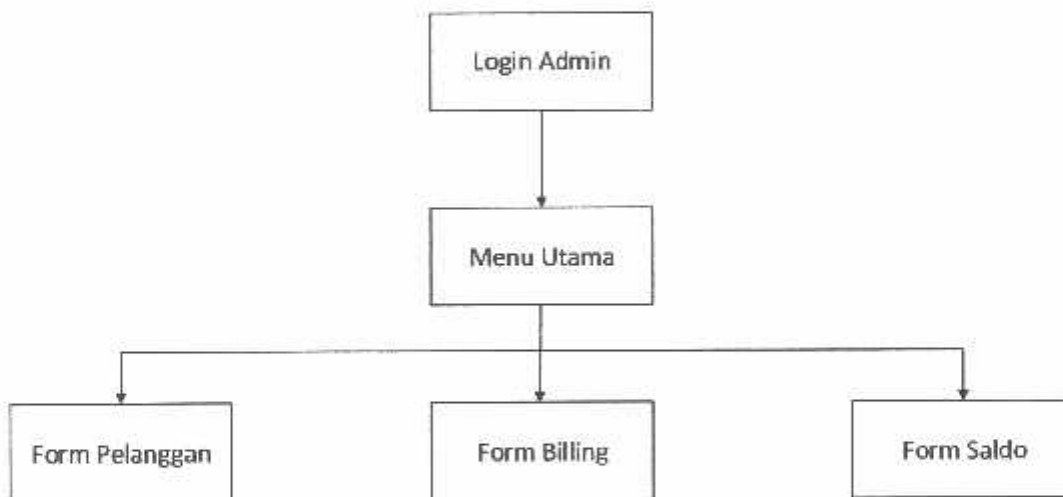 Login Admin
Menu Utama
Form Pelanggan
Form Billing
Form Saldo